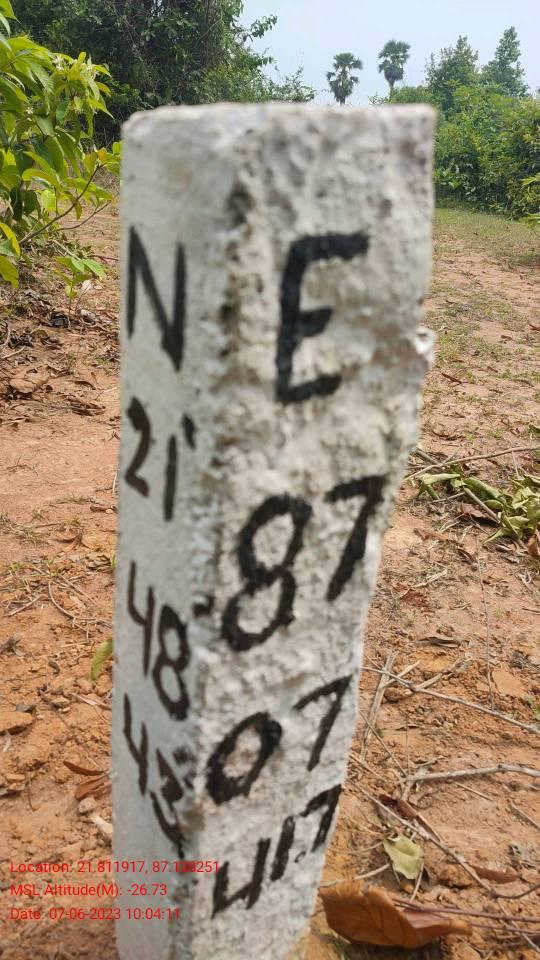 N
21'
48'
43"
E
87
07
41.7
Location: 21.811917, 87.128251
MSL Altitude(M): -26.73
Date: 07-06-2023 10:04:11